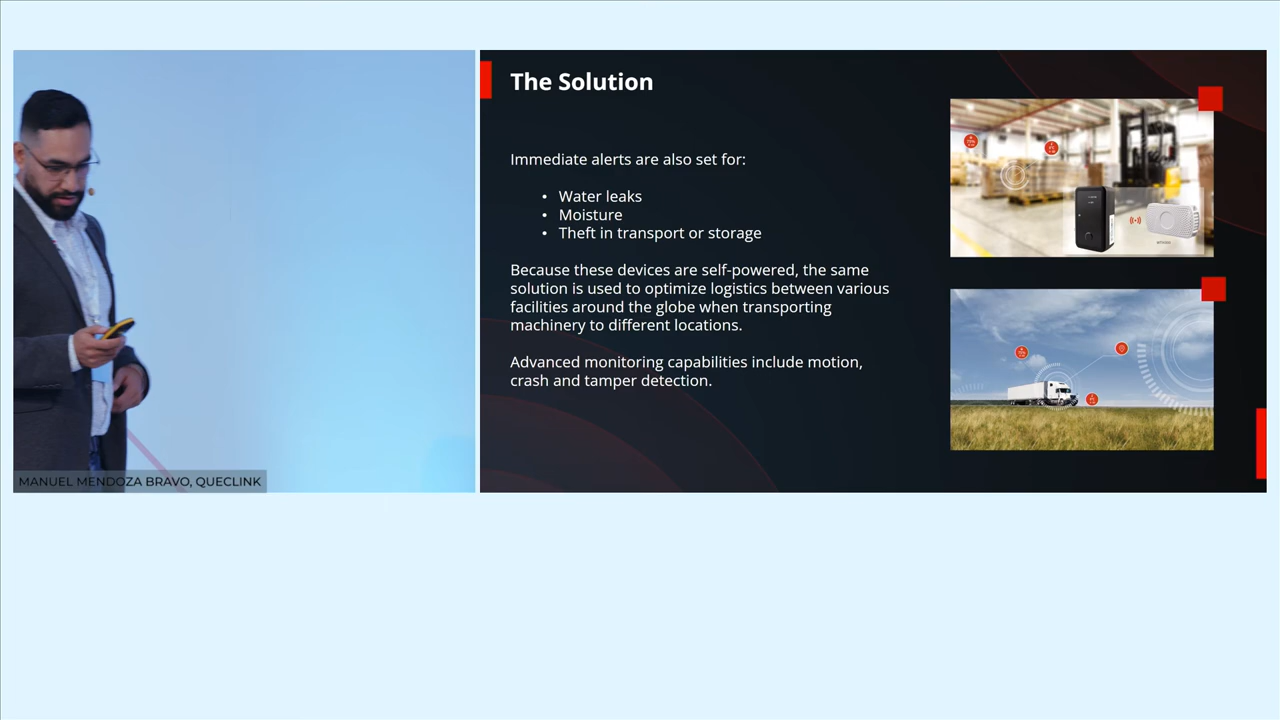 The Solution
Immediate alerts are also set for:
• Water leaks
• Moisture
• Theft in transport or storage
Because these devices are self-powered, the same
solution is used to optimize logistics between various
facilities around the globe when transporting
machinery to different locations.
Advanced monitoring capabilities include motion,
crash and tamper detection.
MANUEL MENDOZA BRAVO, QUECLINK